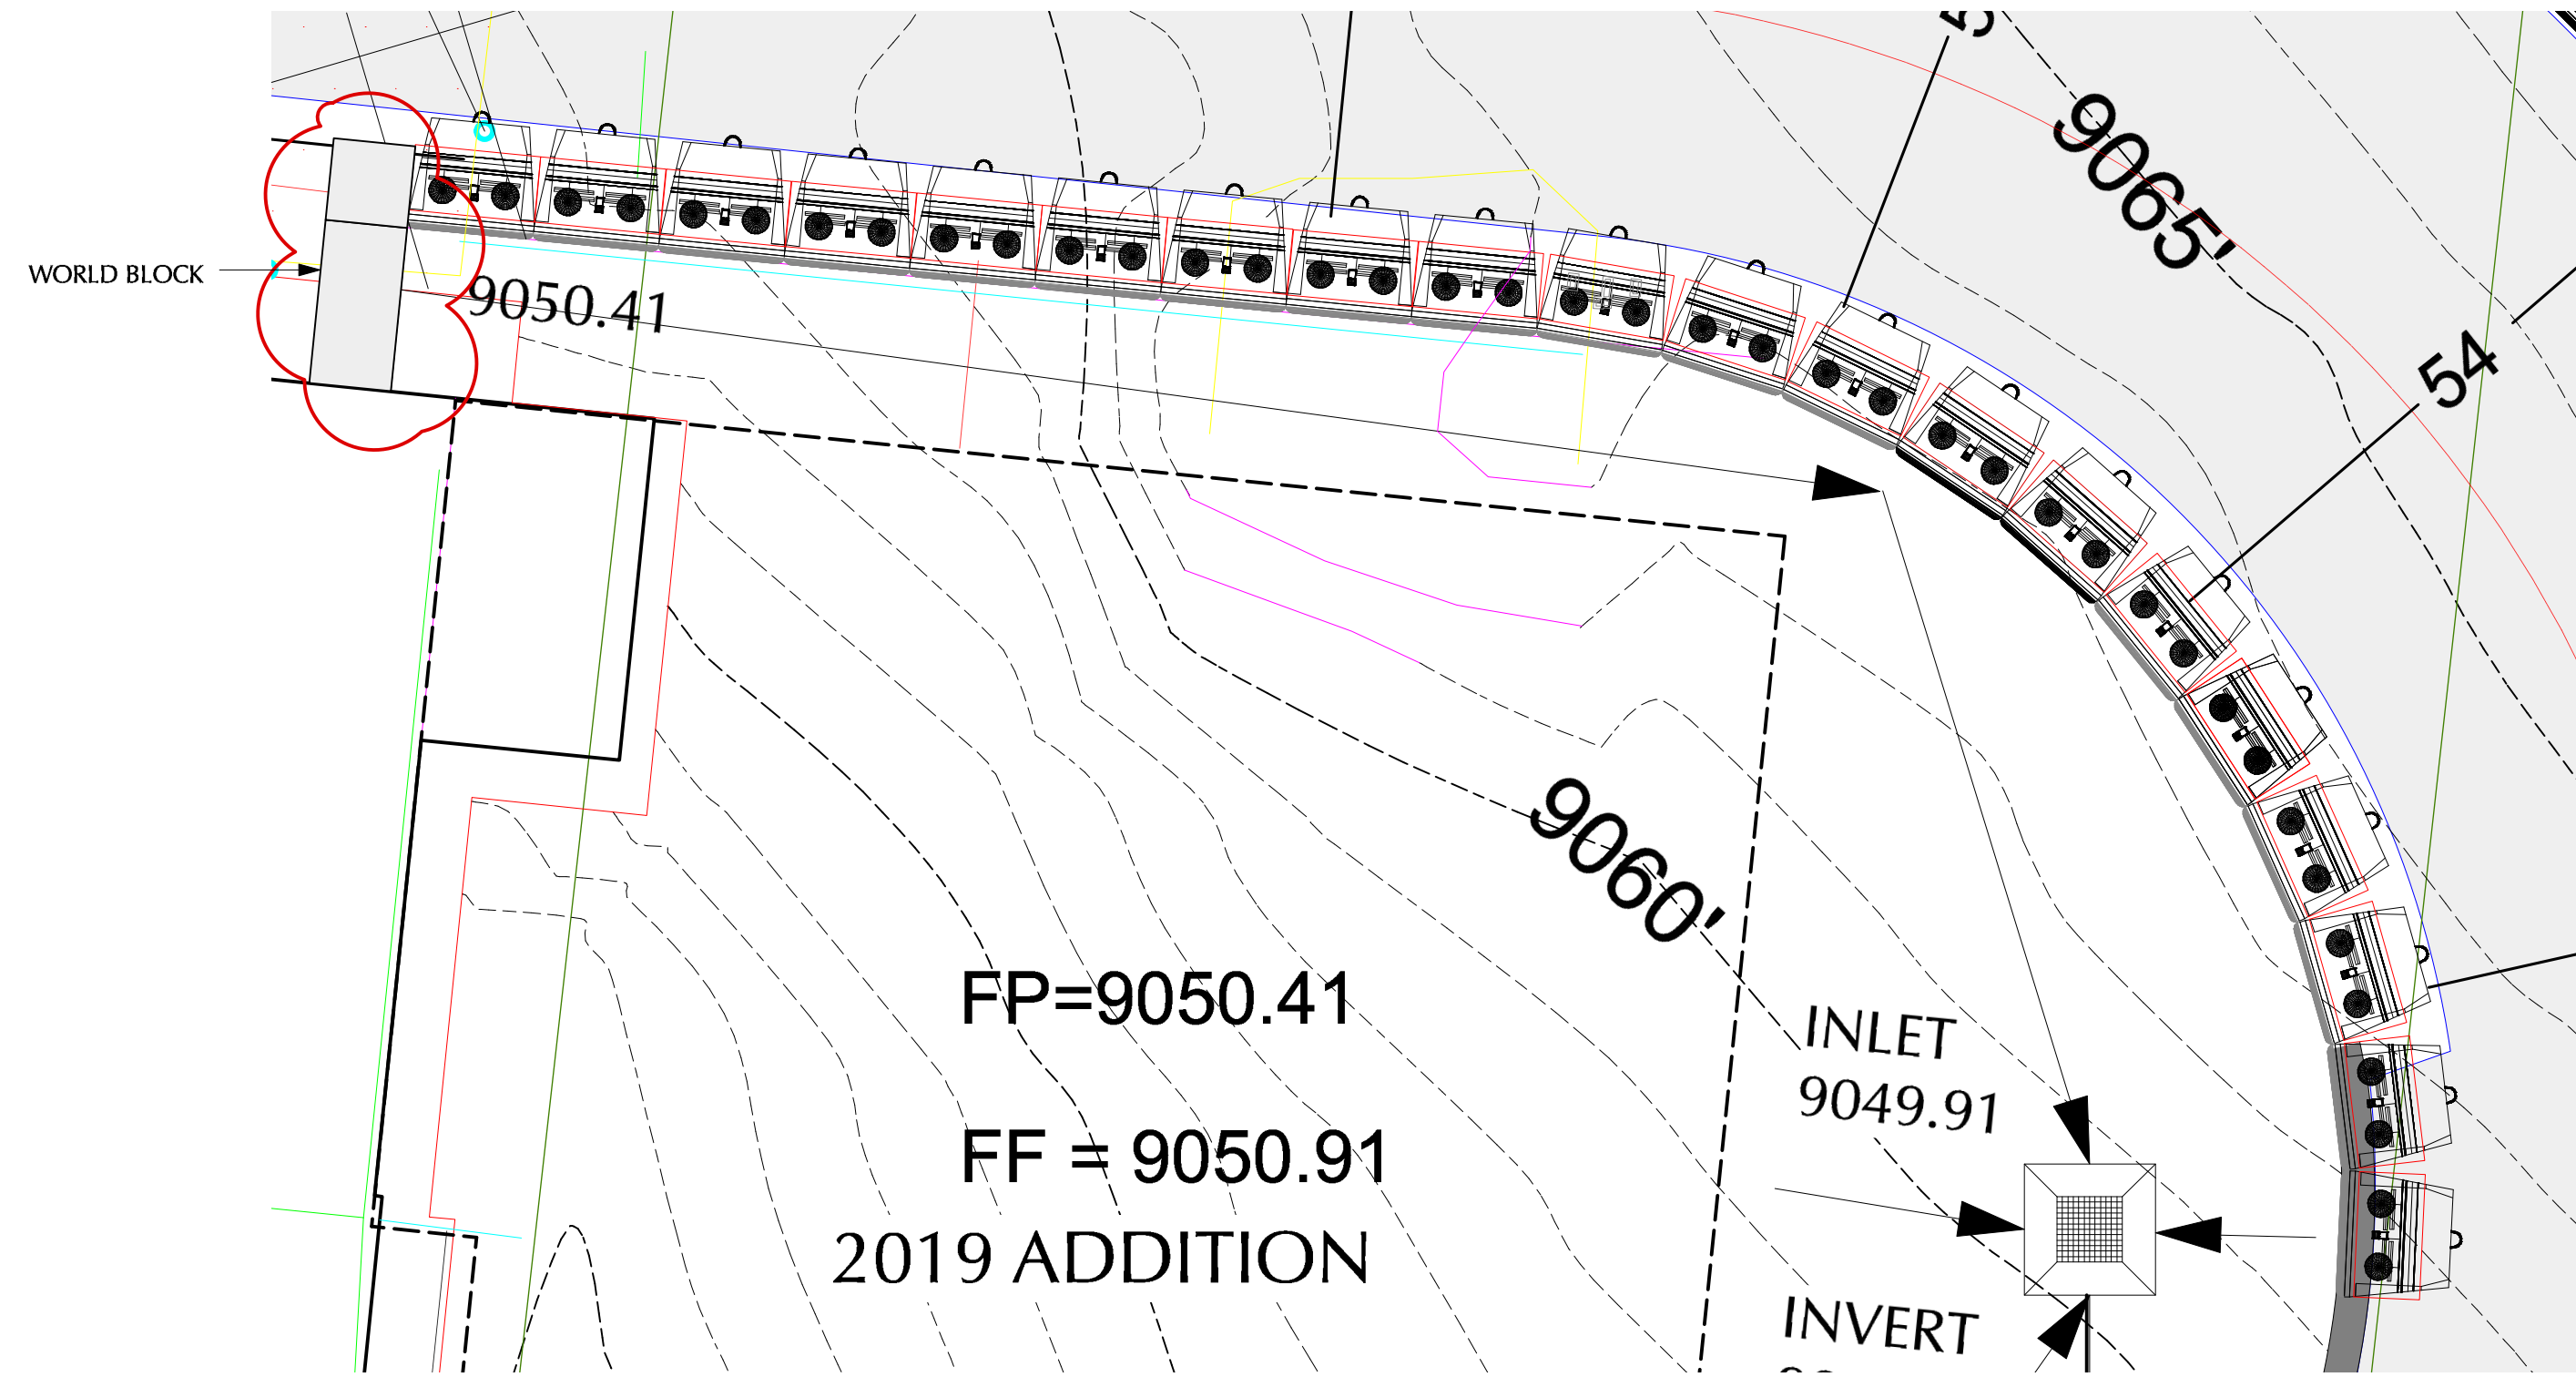 9065'
54
WORLD BLOCK
9050.41
9060'
FP=9050.41
INLET
9049.91
FF = 9050.91
2019 ADDITION
INVERT